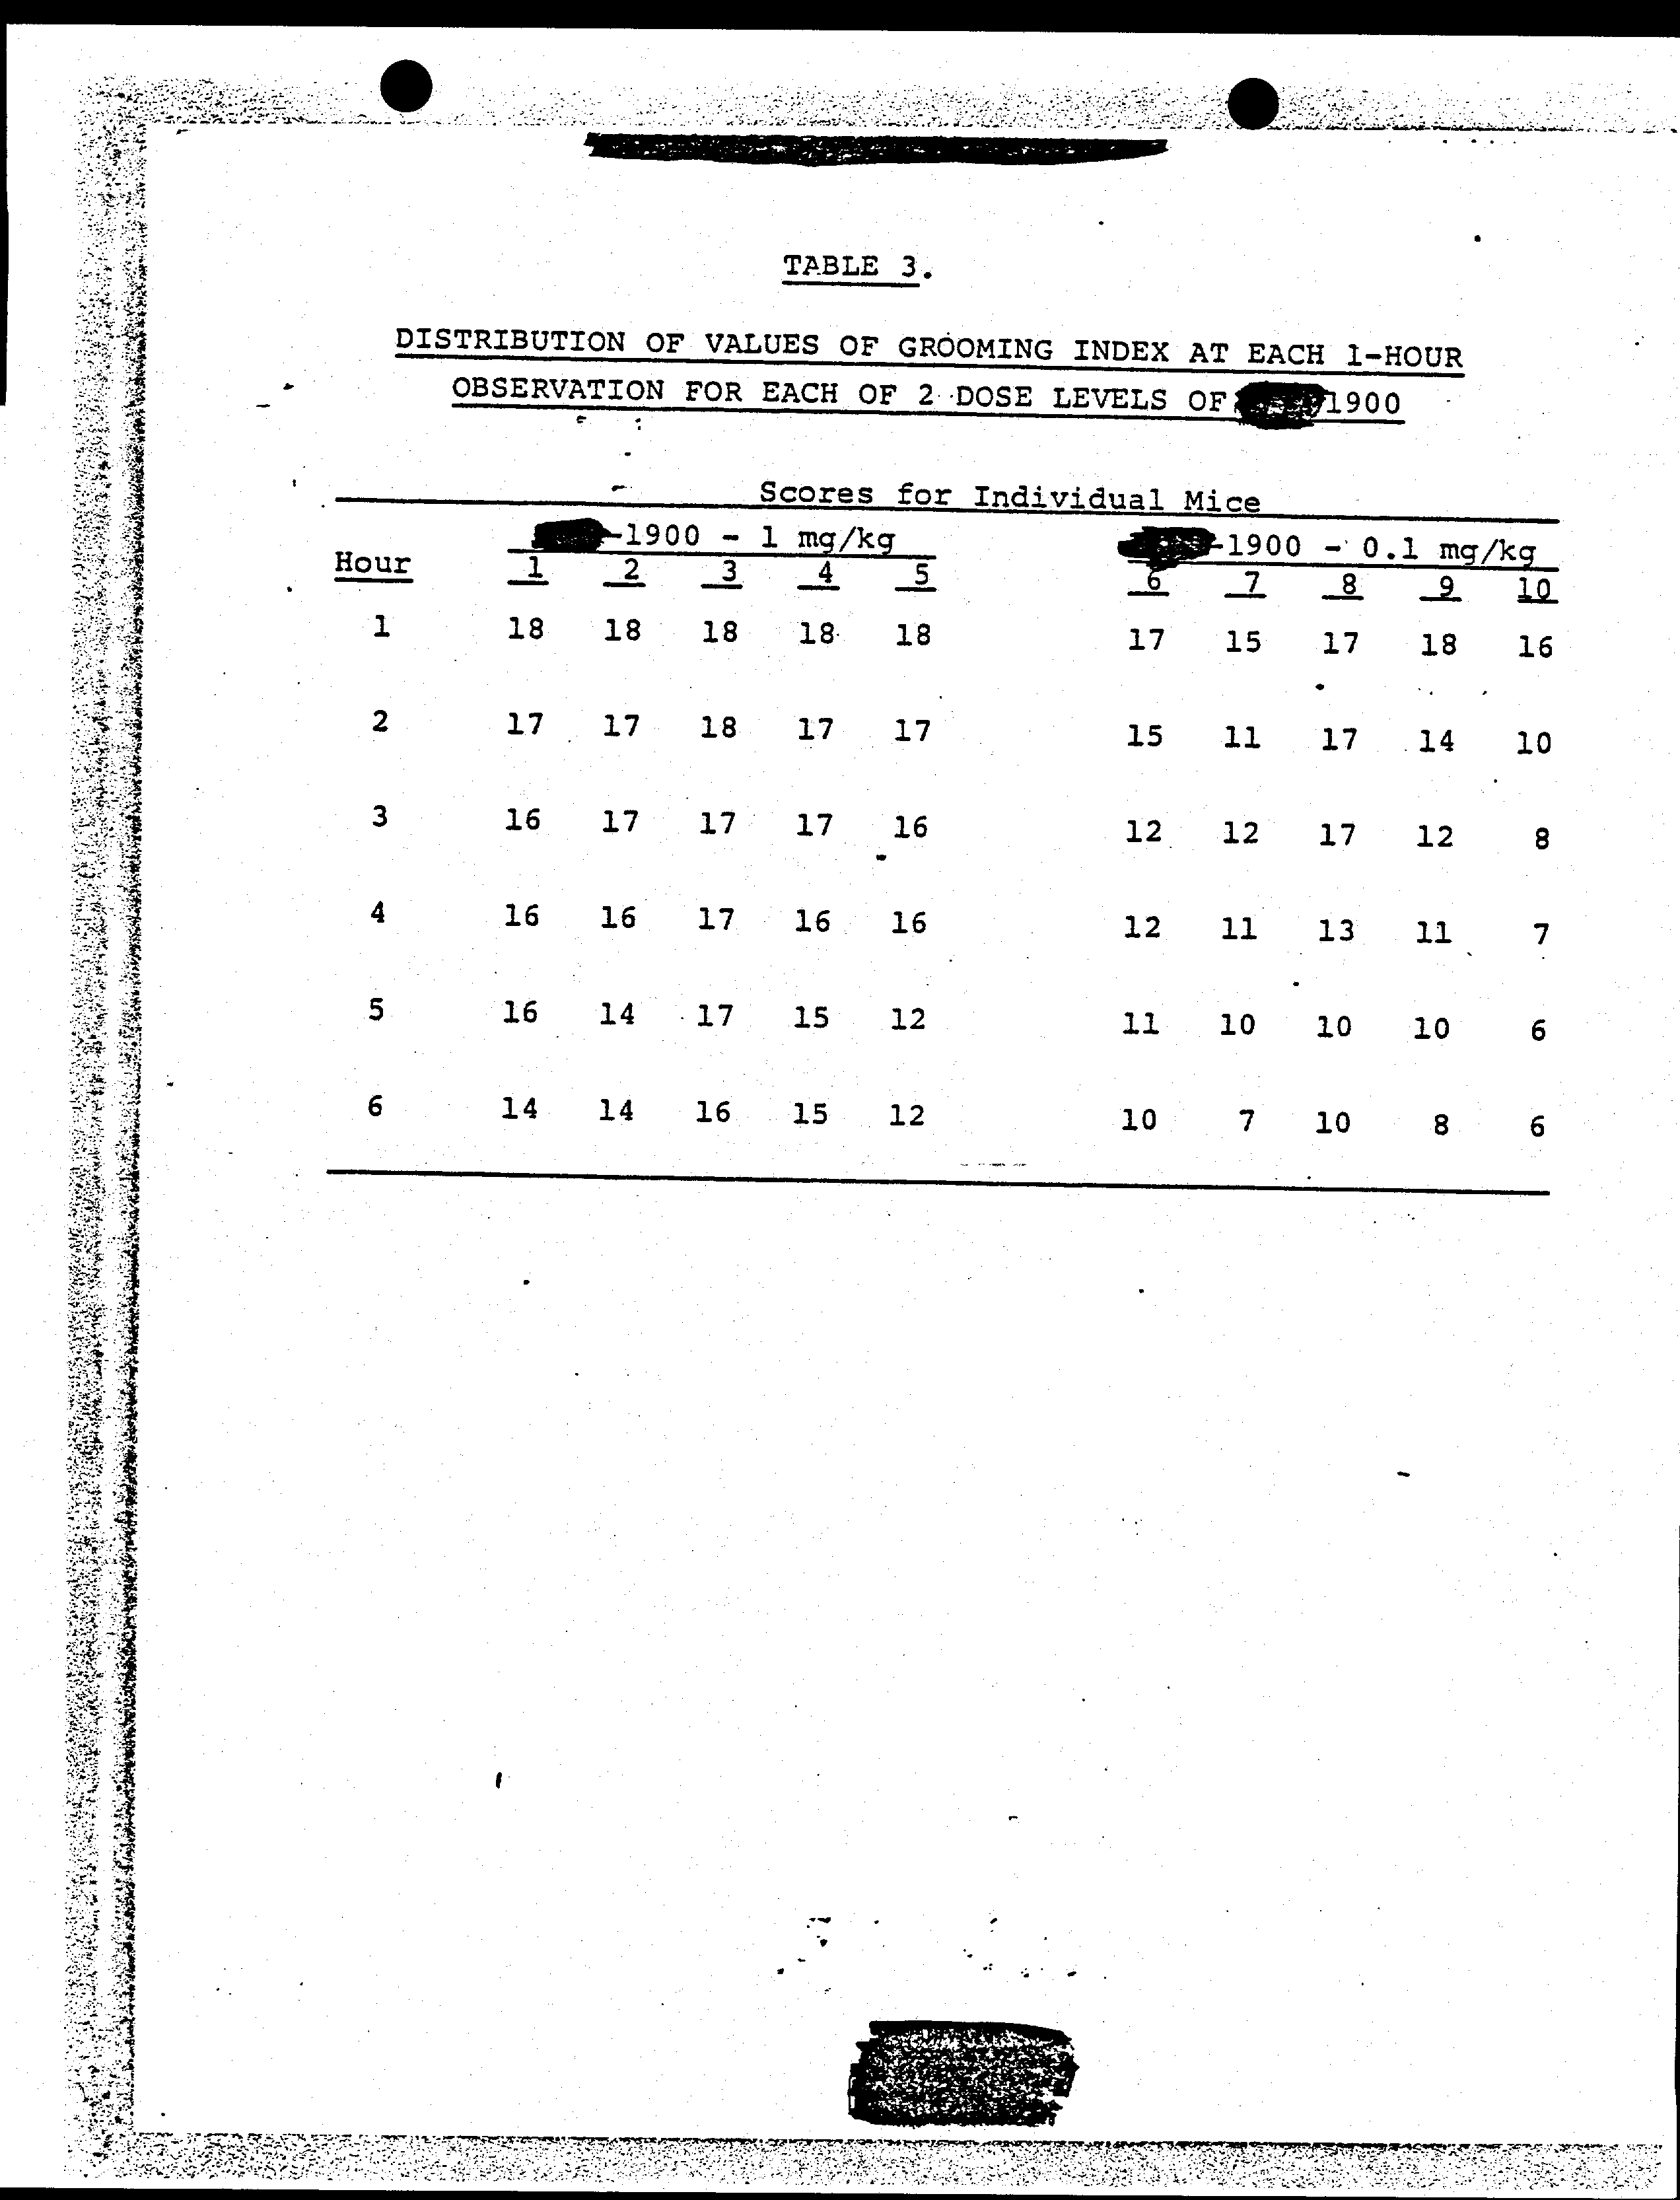 TABLE 3.
DISTRIBUTION OF VALUES OF GROOMING INDEX AT EACH 1-HOUR
OBSERVATION FOR EACH OF 2 DOSE LEVELS OF 1900
Scores for Individual Mice
-1900 - 1 mg/kg -1900 - 0.1 mg/kg
Hour 1 2 3 4 5 6 7 8 9 10
1 18 18 18 18 18 17 15 17 18 16
2 17 17 18 17 17 15 11 17 14 10
3 16 17 17 17 16 12 12 17 12 8
4 16 16 17 16 16 12 11 13 11 7
5 16 14 17 15 12 11 10 10 10 6
6 14 14 16 15 12 10 7 10 8 6